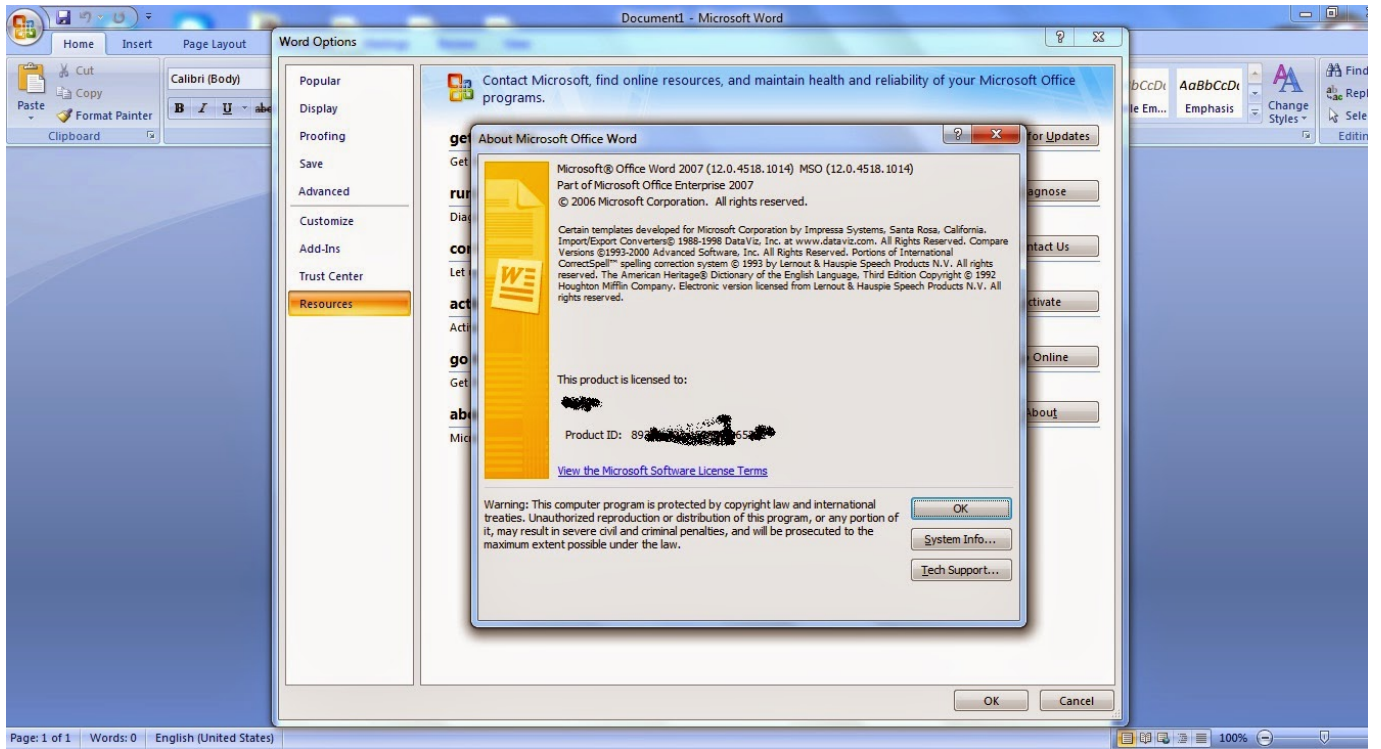 Document1 - Microsoft Word
Home Insert Page Layout
Cut
Copy
Format Painter
Paste
Clipboard
Calibri (Body)
B I U abe
AaBbCcDc
Emphasis
Change
Styles
Find
Word Options
Popular
Display
Proofing
Save
Advanced
Customize
Add-Ins
Trust Center
Resources
Contact Microsoft, find online resources, and maintain health and reliability of your Microsoft Office
programs.
for Updates
Get
About Microsoft Office Word
Microsoft® Office Word 2007 (12.0.4518.1014) MSO (12.0.4518.1014)
Part of Microsoft Office Enterprise 2007
© 2006 Microsoft Corporation. All rights reserved.
Certain templates developed for Microsoft Corporation by Impressa Systems, Santa Rosa, California.
Import/Export Converters© 1988-1998 DataViz, Inc. at www.dataviz.com. All Rights Reserved. Compare
Versions ©1993-2000 Advanced Software, Inc. All Rights Reserved. Portions of International
CorrectSpell™ spelling correction system © 1993 by Lernout & Hauspie Speech Products N.V. All rights
reserved. The American Heritage® Dictionary of the English Language, Third Edition Copyright © 1992
Houghton Mifflin Company. Electronic version licensed from Lernout & Hauspie Speech Products N.V. All
rights reserved.
This product is licensed to:
Product ID:
View the Microsoft Software License Terms
Warning: This computer program is protected by copyright law and international
treaties. Unauthorized reproduction or distribution of this program, or any portion of
it, may result in severe civil and criminal penalties, and will be prosecuted to the
maximum extent possible under the law.
OK
System Info...
Tech Support...
Contact Us
Activate
Online
About
OK Cancel
Page: 1 of 1 Words: 0 English (United States)
100%